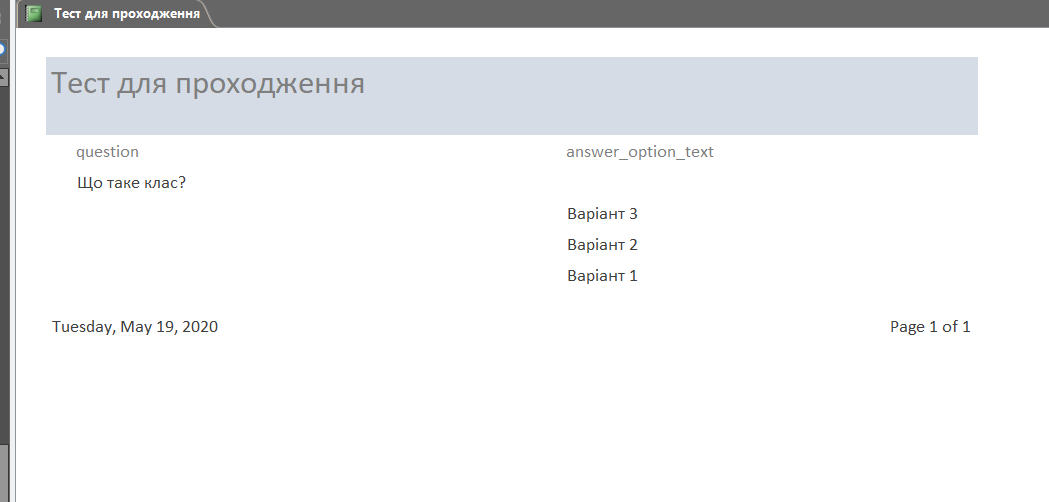 Тест для проходження
Тест для проходження
question answer_option_text
Що таке клас?
Варіант 3
Варіант 2
Варіант 1
Tuesday, May 19, 2020 Page 1 of 1